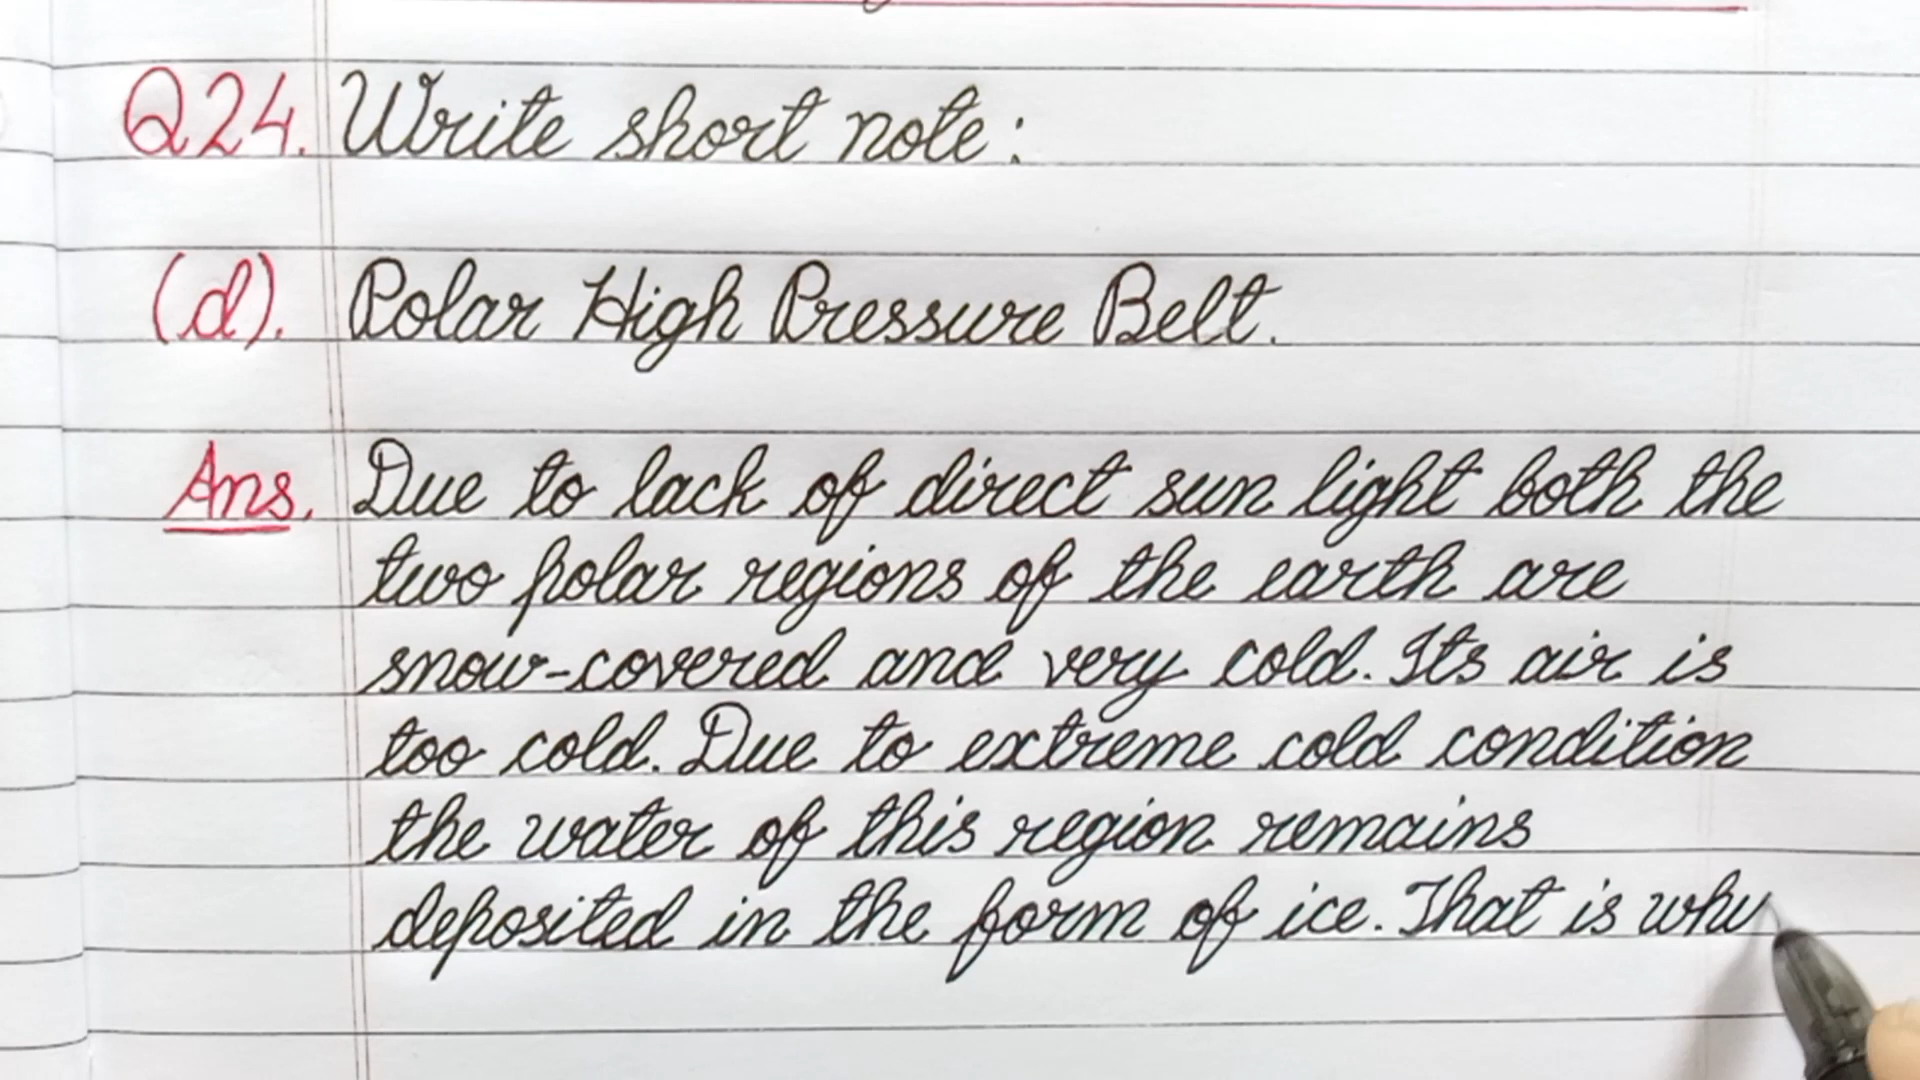 Q24. Write short note:
(d). Polar High Pressure Belt.
Ans. Due to lack of direct sun light both the
two polar regions of the earth are
snow-covered and very cold. Its air is
too cold. Due to extreme cold condition
the water of this region remains
deposited in the form of ice. That is why